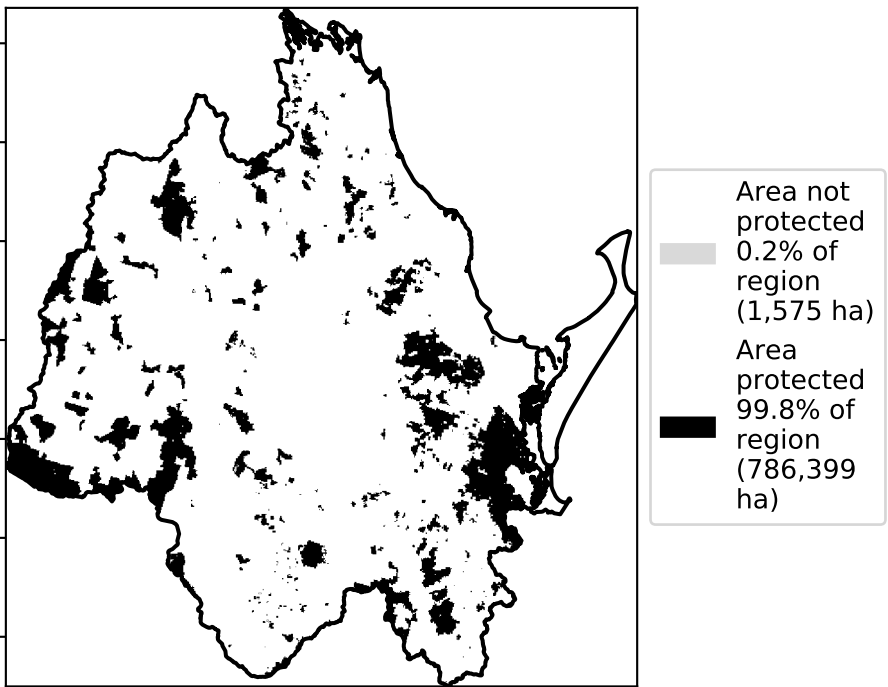 Area not
protected
0.2% of
region
(1,575 ha)
Area
protected
99.8% of
region
(786,399
ha)